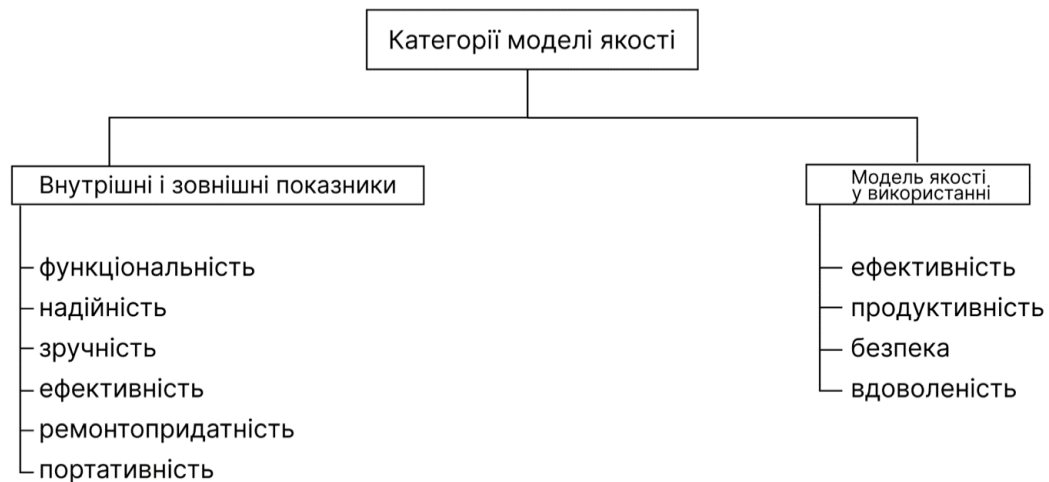 Категорії моделі якості
Внутрішні і зовнішні показники
функціональність
надійність
зручність
ефективність
ремонтопридатність
портативність
Модель якості
у використанні
ефективність
продуктивність
безпека
вдоволеність